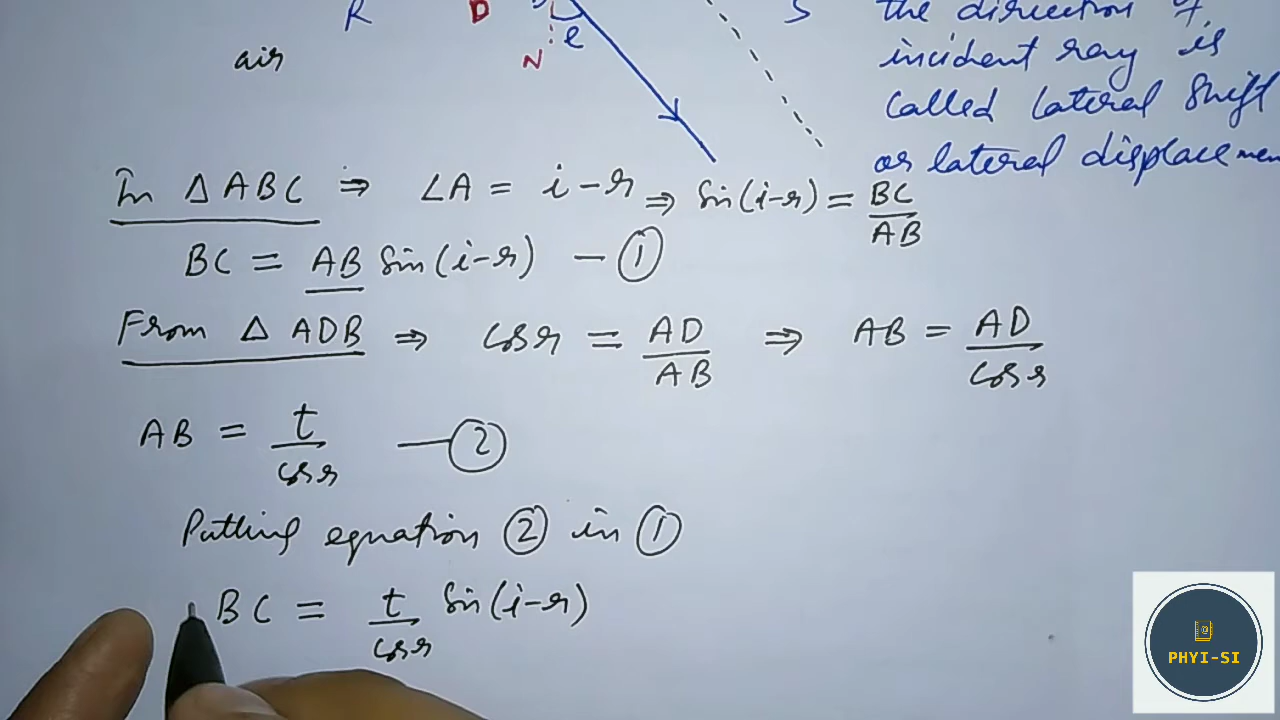 R D e S
the direction of
air N incident ray is
called lateral shift
or lateral displacemen
In Δ ABC ⇒ ∠A = i-r ⇒ Sin(i-r) = BC/AB
BC = AB Sin(i-r) - ①
From Δ ADB ⇒ cos r = AD/AB ⇒ AB = AD/cos r
AB = t/cos r — ②
Putting equation ② in ①
BC = t/cos r Sin(i-r)
PHYI-SI